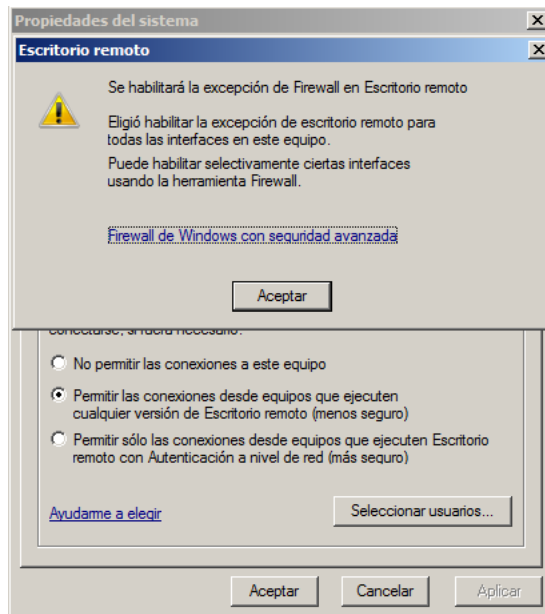 Propiedades del sistema
Escritorio remoto
Se habilitará la excepción de Firewall en Escritorio remoto
Eligió habilitar la excepción de escritorio remoto para
todas las interfaces en este equipo.
Puede habilitar selectivamente ciertas interfaces
usando la herramienta Firewall.
Firewall de Windows con seguridad avanzada
Aceptar
conectarse, si fuera necesario.
No permitir las conexiones a este equipo
Permitir las conexiones desde equipos que ejecuten
cualquier versión de Escritorio remoto (menos seguro)
Permitir sólo las conexiones desde equipos que ejecuten Escritorio
remoto con Autenticación a nivel de red (más seguro)
Ayudarme a elegir
Seleccionar usuarios...
Aceptar
Cancelar
Aplicar